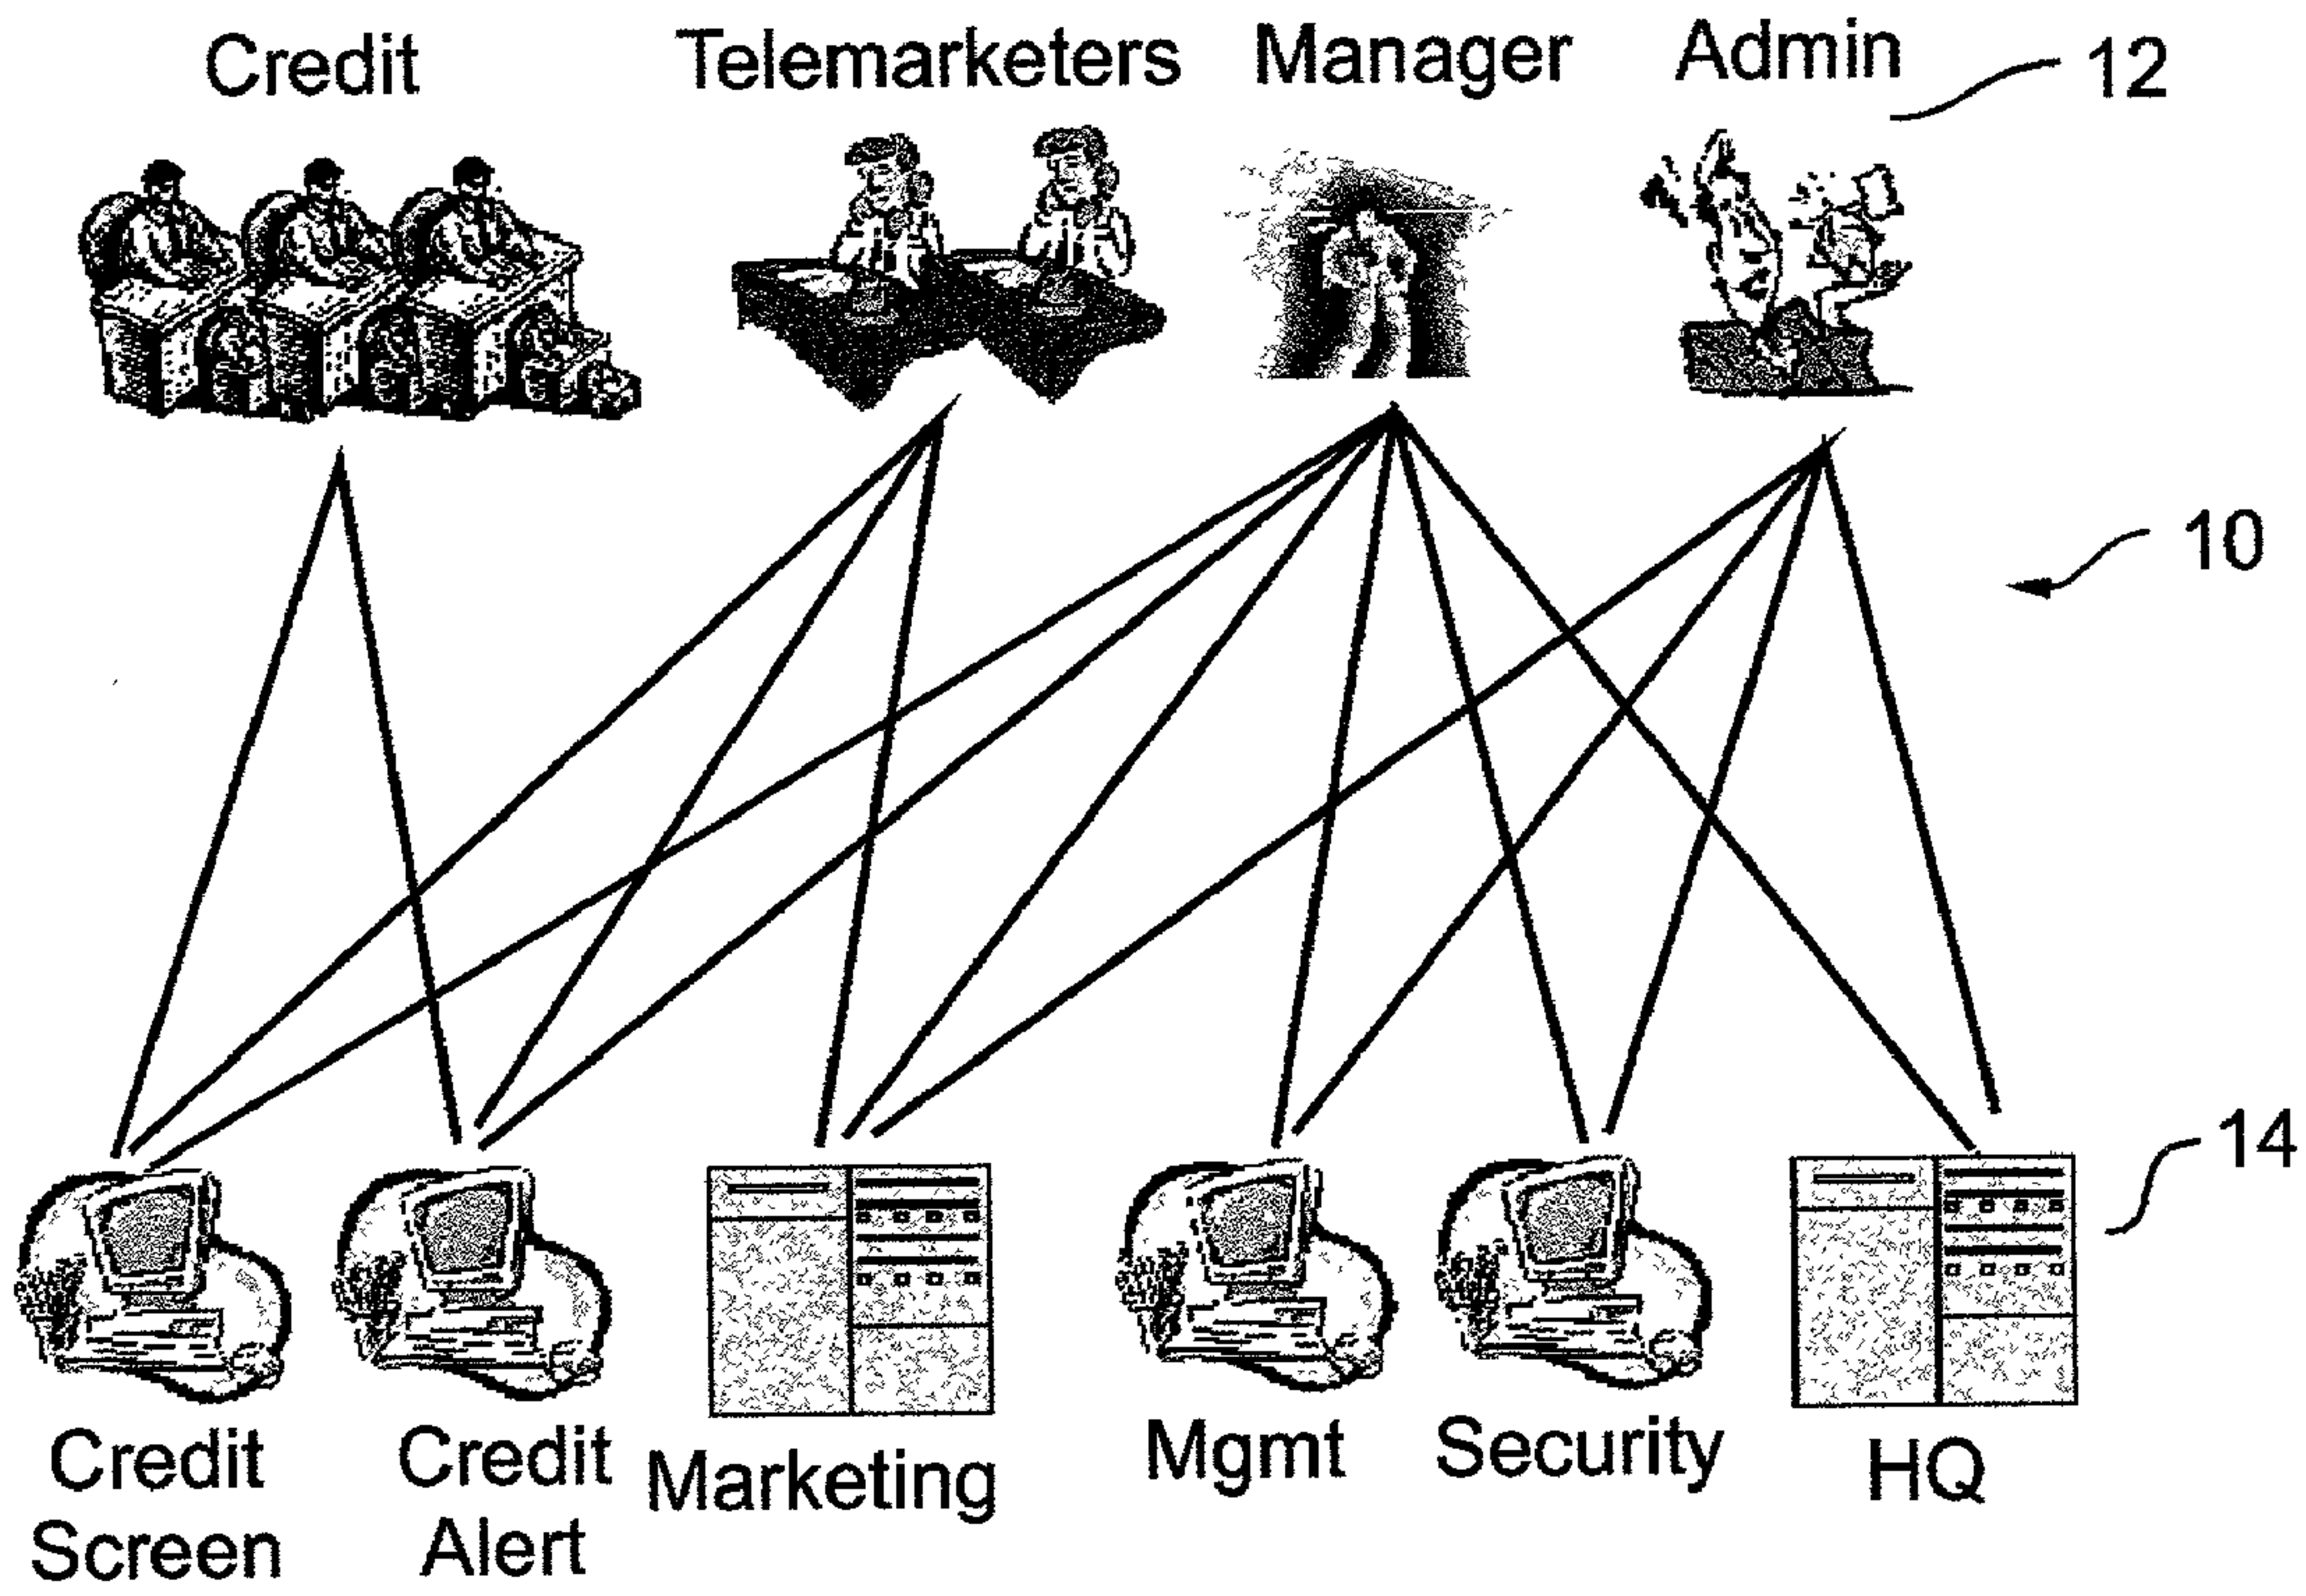 Credit
Telemarketers
Manager
Admin
12
10
14
Credit
Screen
Credit
Alert
Marketing
Mgmt
Security
HQ